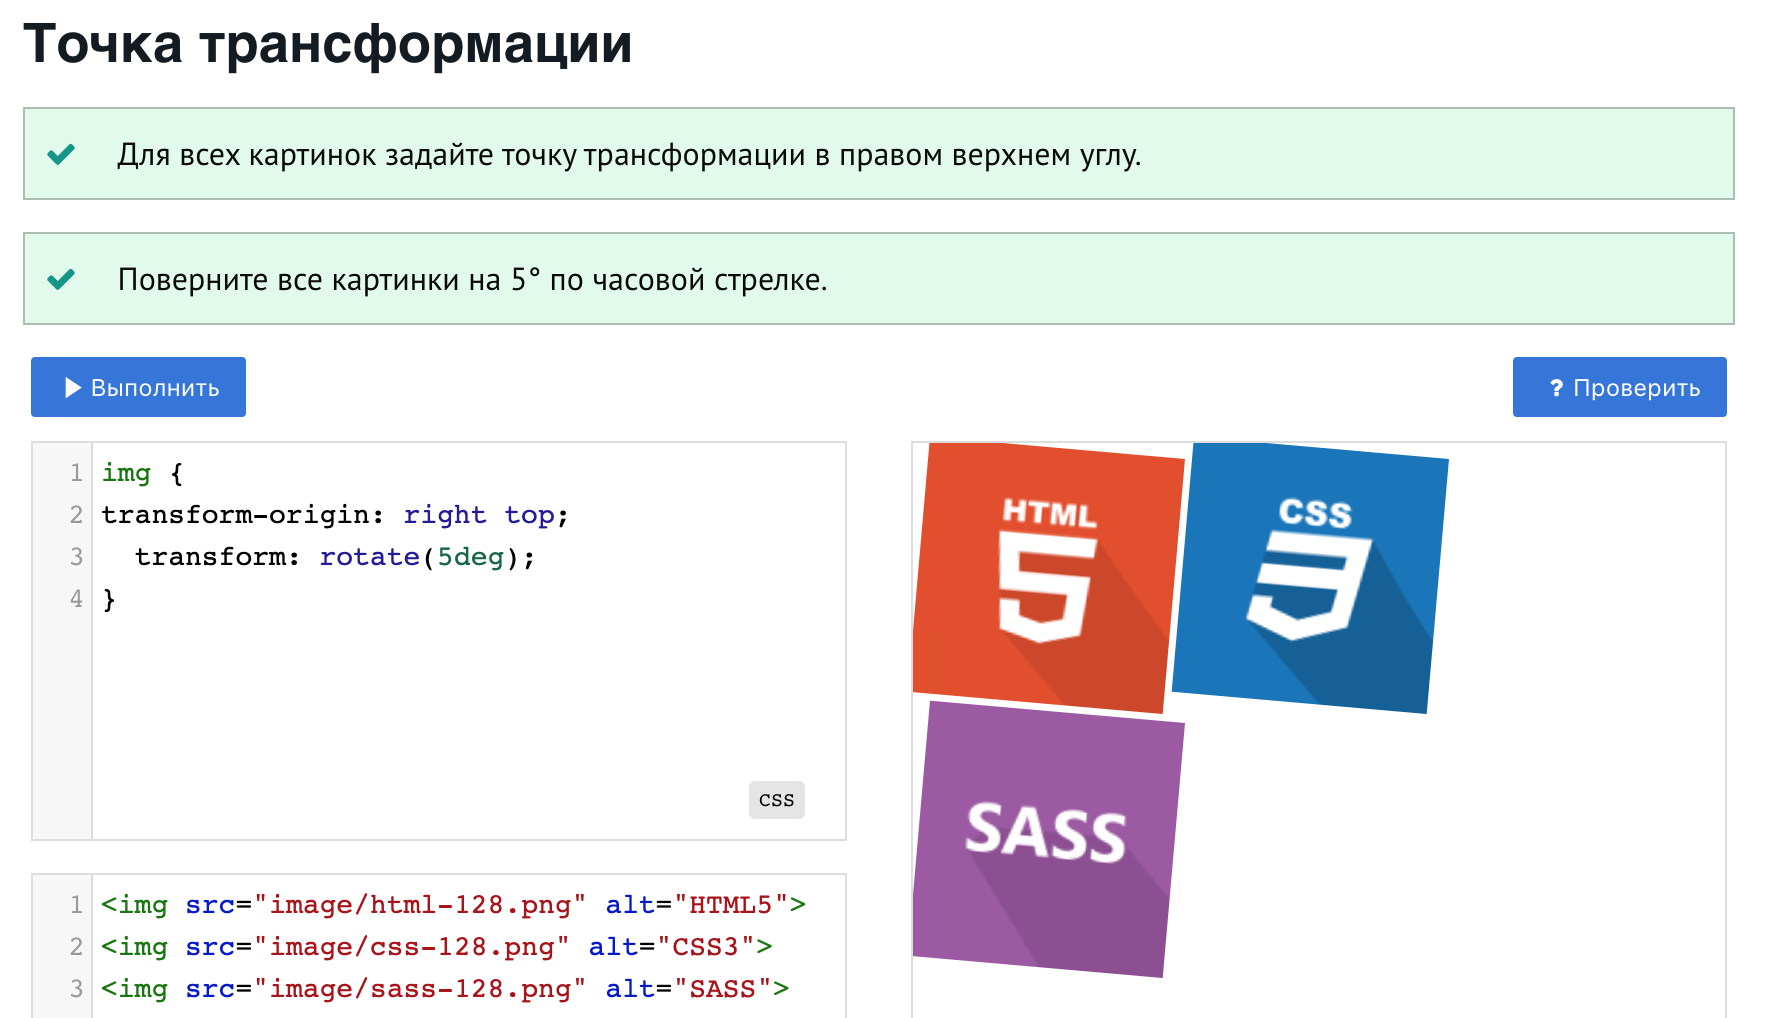 Точка трансформации
Для всех картинок задайте точку трансформации в правом верхнем углу.
Поверните все картинки на 5° по часовой стрелке.
Выполнить
? Проверить
1 img {
2 transform-origin: right top;
3   transform: rotate(5deg);
4 }
css
1 <img src="image/html-128.png" alt="HTML5">
2 <img src="image/css-128.png" alt="CSS3">
3 <img src="image/sass-128.png" alt="SASS">
HTML
5
CSS
3
SASS